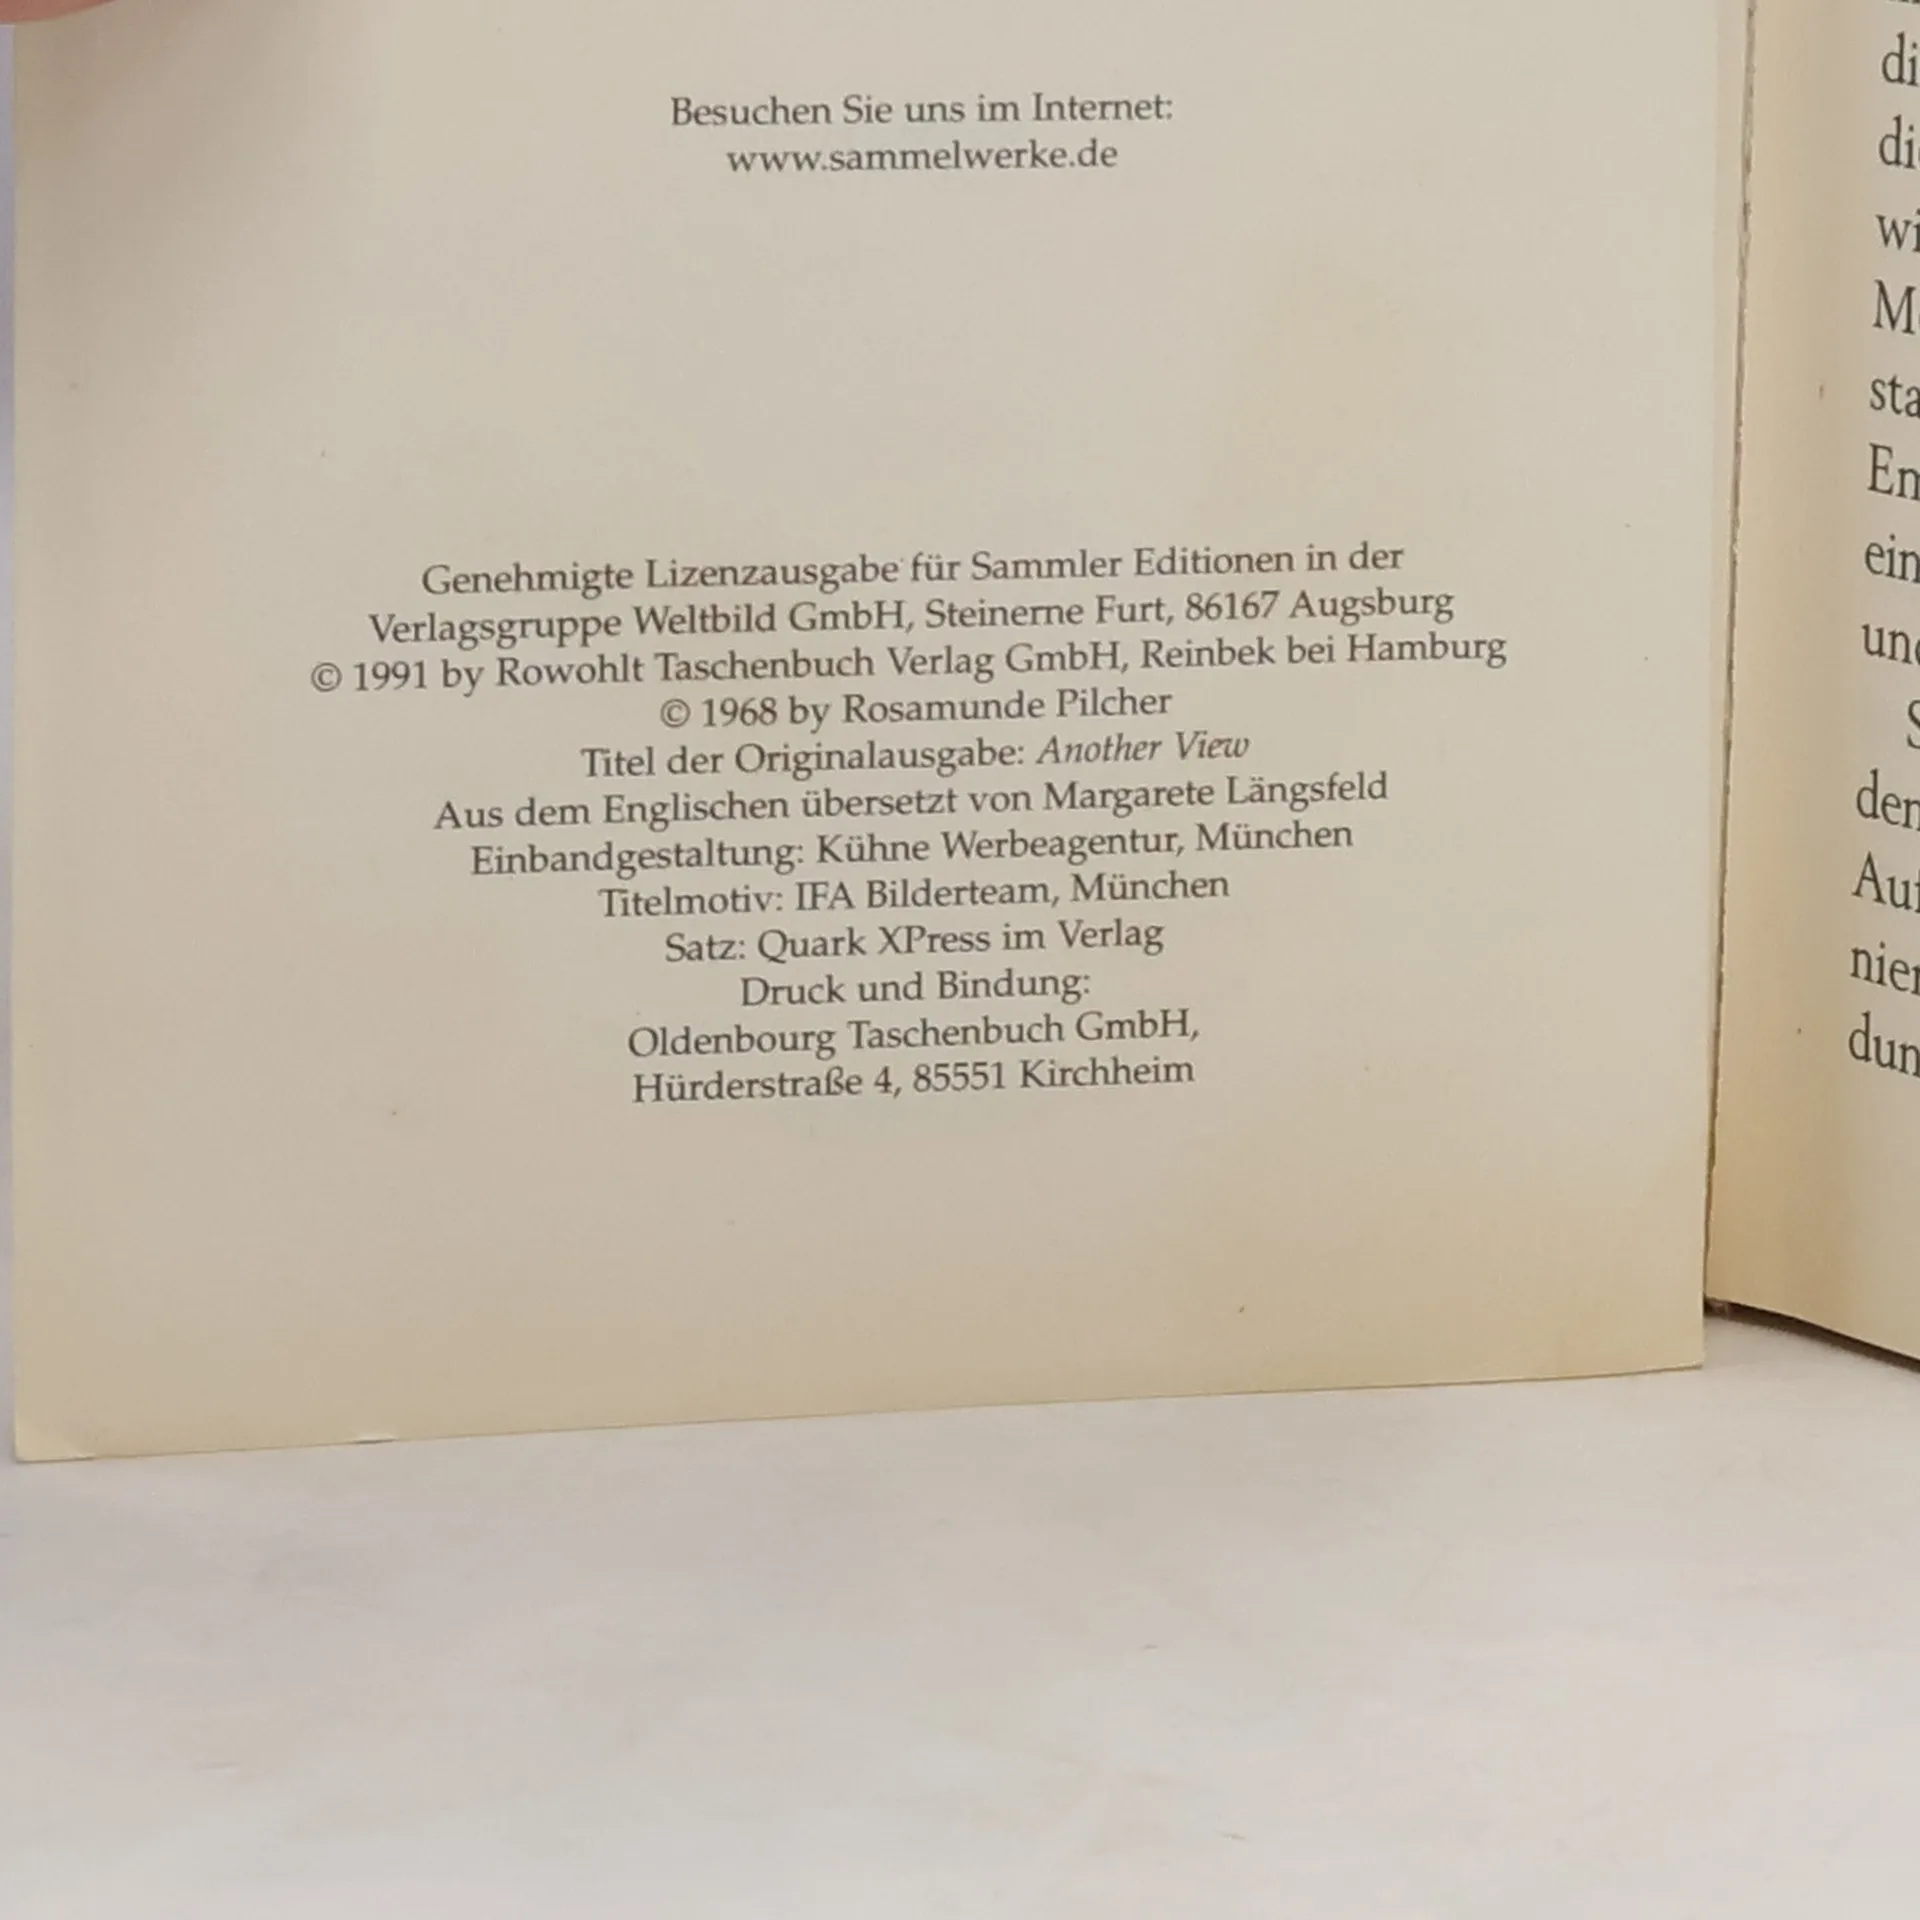 Besuchen Sie uns im Internet:
www.sammelwerke.de
Genehmigte Lizenzausgabe für Sammler Editionen in der
Verlagsgruppe Weltbild GmbH, Steinerne Furt, 86167 Augsburg
© 1991 by Rowohlt Taschenbuch Verlag GmbH, Reinbek bei Hamburg
© 1968 by Rosamunde Pilcher
Titel der Originalausgabe: Another View
Aus dem Englischen übersetzt von Margarete Längsfeld
Einbandgestaltung: Kühne Werbeagentur, München
Titelmotiv: IFA Bilderteam, München
Satz: Quark XPress im Verlag
Druck und Bindung:
Oldenbourg Taschenbuch GmbH,
Hürderstraße 4, 85551 Kirchheim